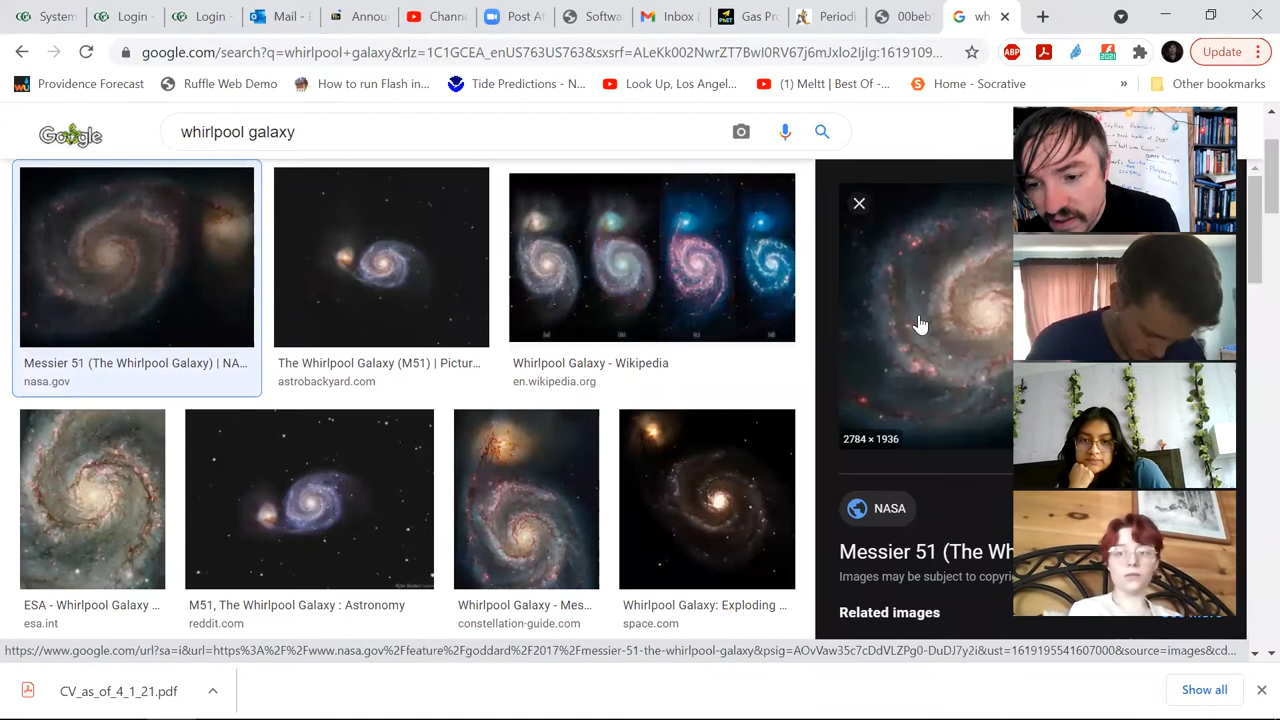 System
Login
Login
Mail -
Annou
Chann
Post At
Softwa
Inbox (
Gas Pro
Periodi
00beb
wh
google.com/search?q=whirlpool+galaxy&rlz=1C1GCEA_enUS763US763&sxsrf=ALeKk002NwrZT7BwI0RV67j6mJxIo2ijIg:1619109...
ABP
2021
Update
Providence Forecast
Ruffle Web Demo
How to run nash in...
Tide Predictions - N...
Look Up, Los Angel...
(1) Meltt | Best Of -...
Home - Socrative
»
Other bookmarks
Google
whirlpool galaxy
Messier 51 (The Whirlpool Galaxy) | NA...
nasa.gov
The Whirlpool Galaxy (M51) | Pictur...
astrobackyard.com
Whirlpool Galaxy - Wikipedia
en.wikipedia.org
2784 × 1936
NASA
Messier 51 (The Wh
Images may be subject to copyri
Related images
ESA - Whirlpool Galaxy ...
esa.int
M51, The Whirlpool Galaxy : Astronomy
reddit.com
Whirlpool Galaxy - Mes...
constellation-guide.com
Whirlpool Galaxy: Exploding ...
space.com
https://www.google.com/url?sa=i&url=https%3A%2F%2Fwww.nasa.gov%2Ffeature%2Fgoddard%2F2017%2Fmessier-51-the-whirlpool-galaxy&psig=AOvVaw35c7cDdVLZPg0-DuDJ7y2i&ust=1619195541607000&source=images&cd...
CV_as_of_4_1_21.pdf
Show all